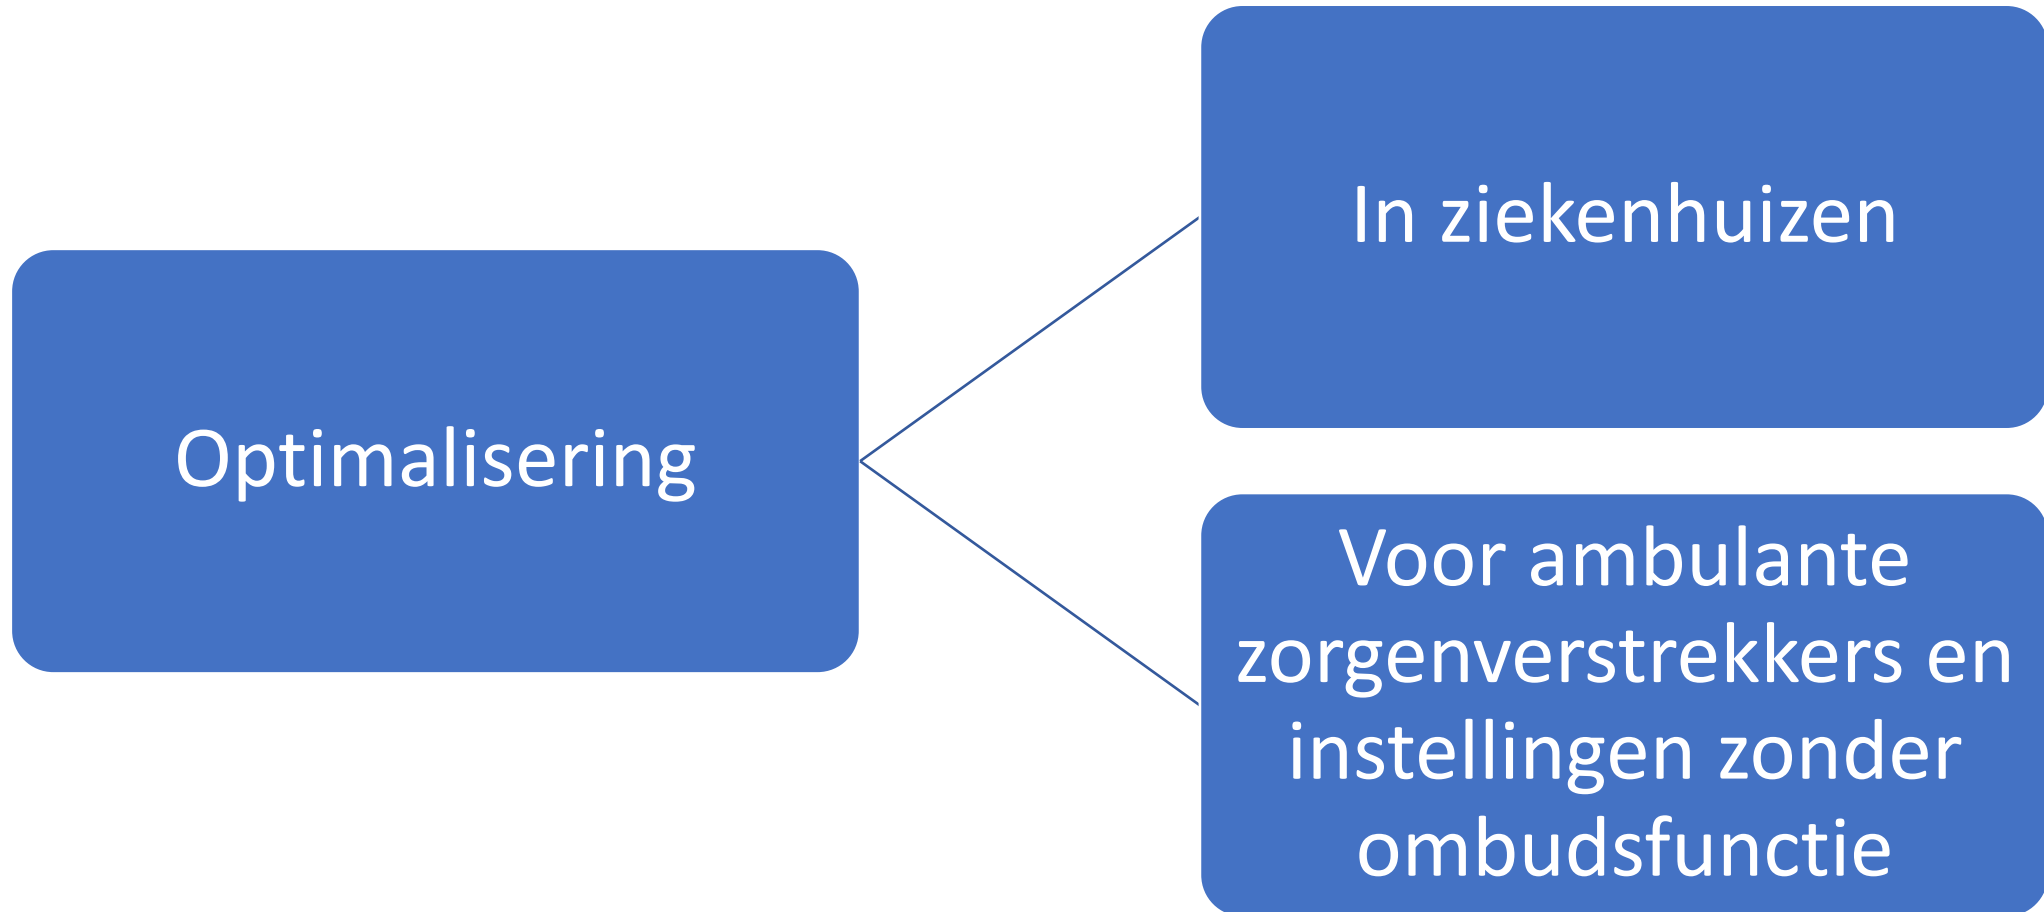 Optimalisering
In ziekenhuizen
Voor ambulante
zorgenverstrekkers en
instellingen zonder
ombudsfunctie